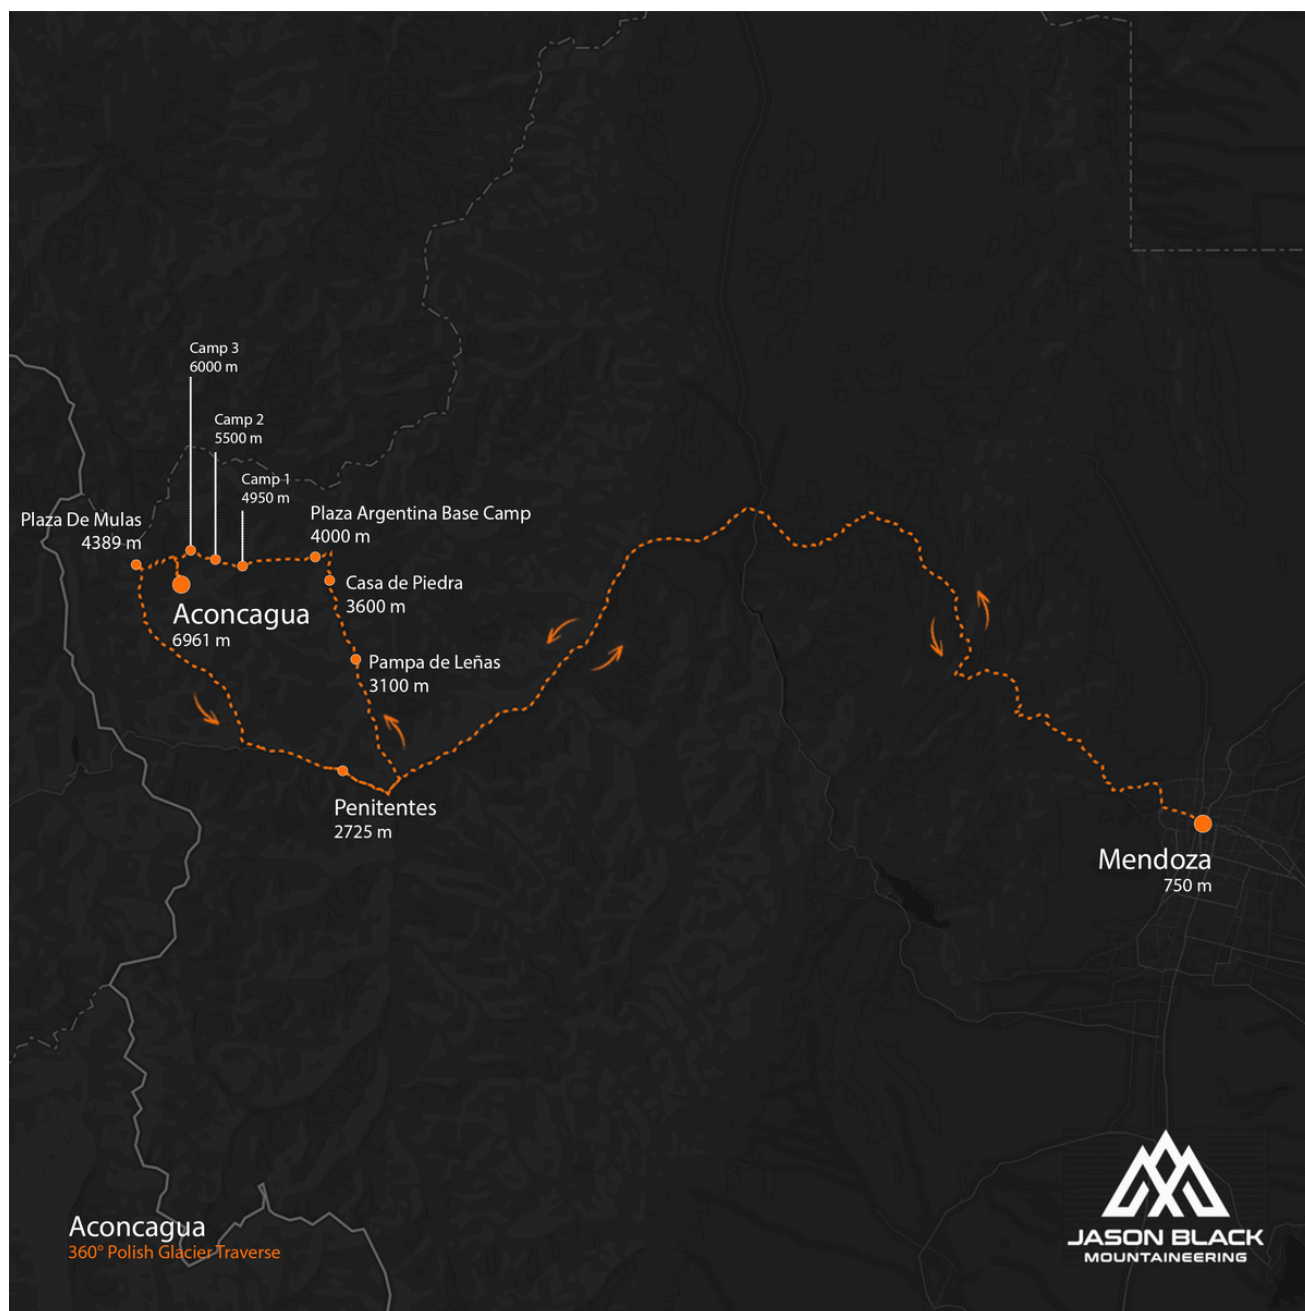 Camp 3
6000 m
Camp 2
5500 m
Camp 1
4950 m
Plaza De Mulas
4389 m
Plaza Argentina Base Camp
4000 m
Casa de Piedra
3600 m
Aconcagua
6961 m
Pampa de Leñas
3100 m
Penitentes
2725 m
Mendoza
750 m
Aconcagua
360° Polish Glacier Traverse
JASON BLACK
MOUNTAINEERING